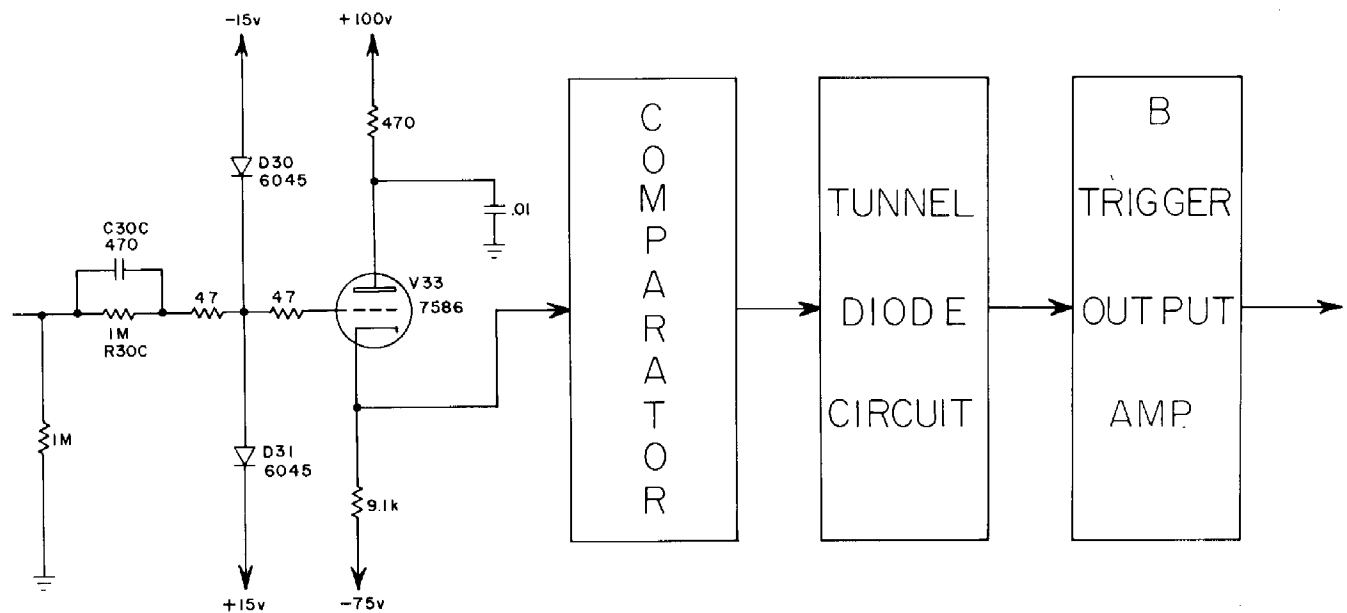 -15v
+100v
470
D30
6045
.01
C30C
470
1M
R30C
47
47
V33
7586
1M
D31
6045
9.1k
+15v
-75v
COMPARATOR
TUNNEL
DIODE
CIRCUIT
B
TRIGGER
OUTPUT
AMP.